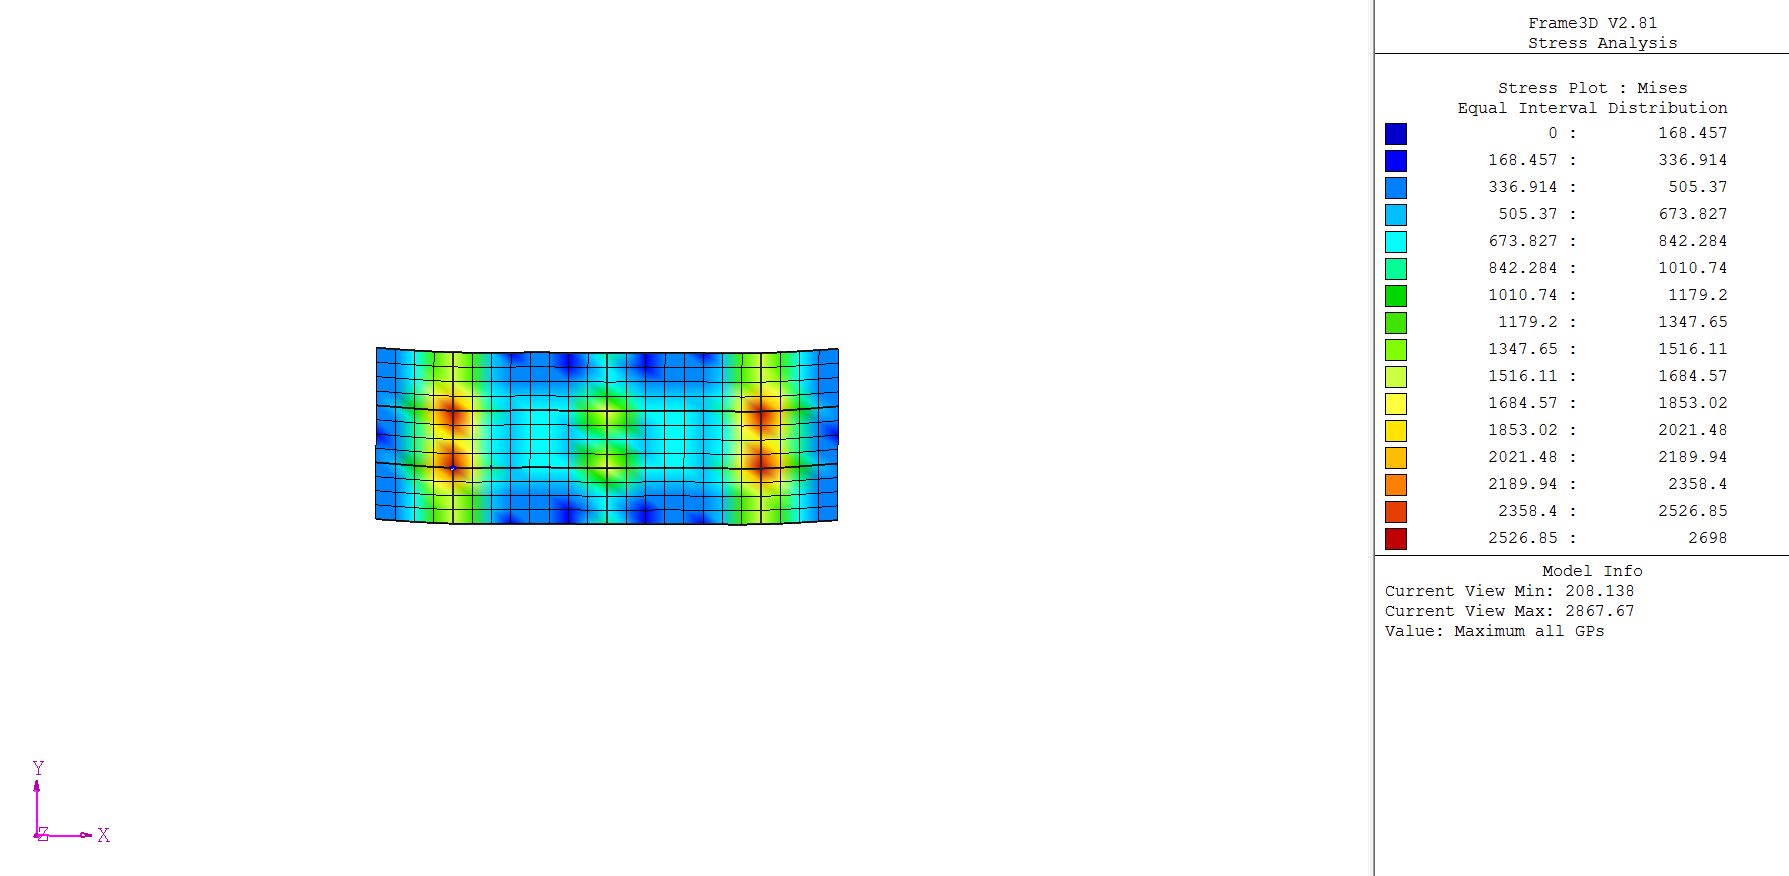 Frame3D V2.81
Stress Analysis
Stress Plot : Mises
Equal Interval Distribution
0 : 168.457
168.457 : 336.914
336.914 : 505.37
505.37 : 673.827
673.827 : 842.284
842.284 : 1010.74
1010.74 : 1179.2
1179.2 : 1347.65
1347.65 : 1516.11
1516.11 : 1684.57
1684.57 : 1853.02
1853.02 : 2021.48
2021.48 : 2189.94
2189.94 : 2358.4
2358.4 : 2526.85
2526.85 : 2698
Model Info
Current View Min: 208.138
Current View Max: 2867.67
Value: Maximum all GPs
Y
Z X